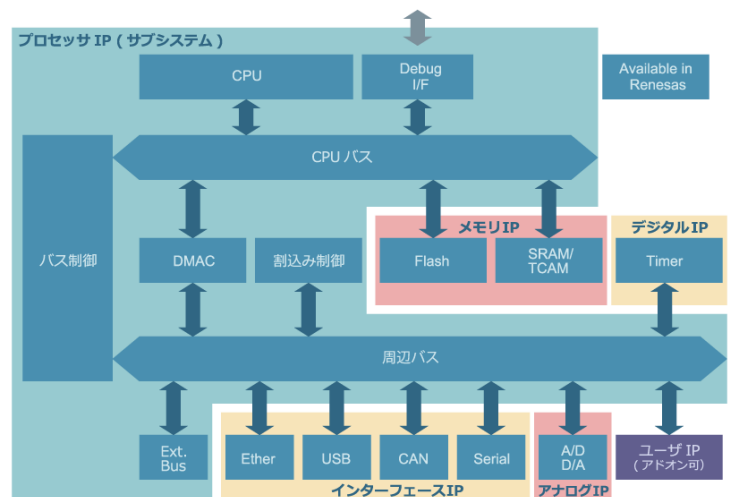 プロセッサ IP ( サブシステム )
CPU
Debug
I/F
Available in
Renesas
CPU バス
メモリIP
デジタルIP
バス制御
DMAC
割込み制御
Flash
SRAM/
TCAM
Timer
周辺バス
Ext.
Bus
Ether
USB
CAN
Serial
A/D
D/A
ユーザ IP
( アドオン可)
インターフェースIP
アナログIP